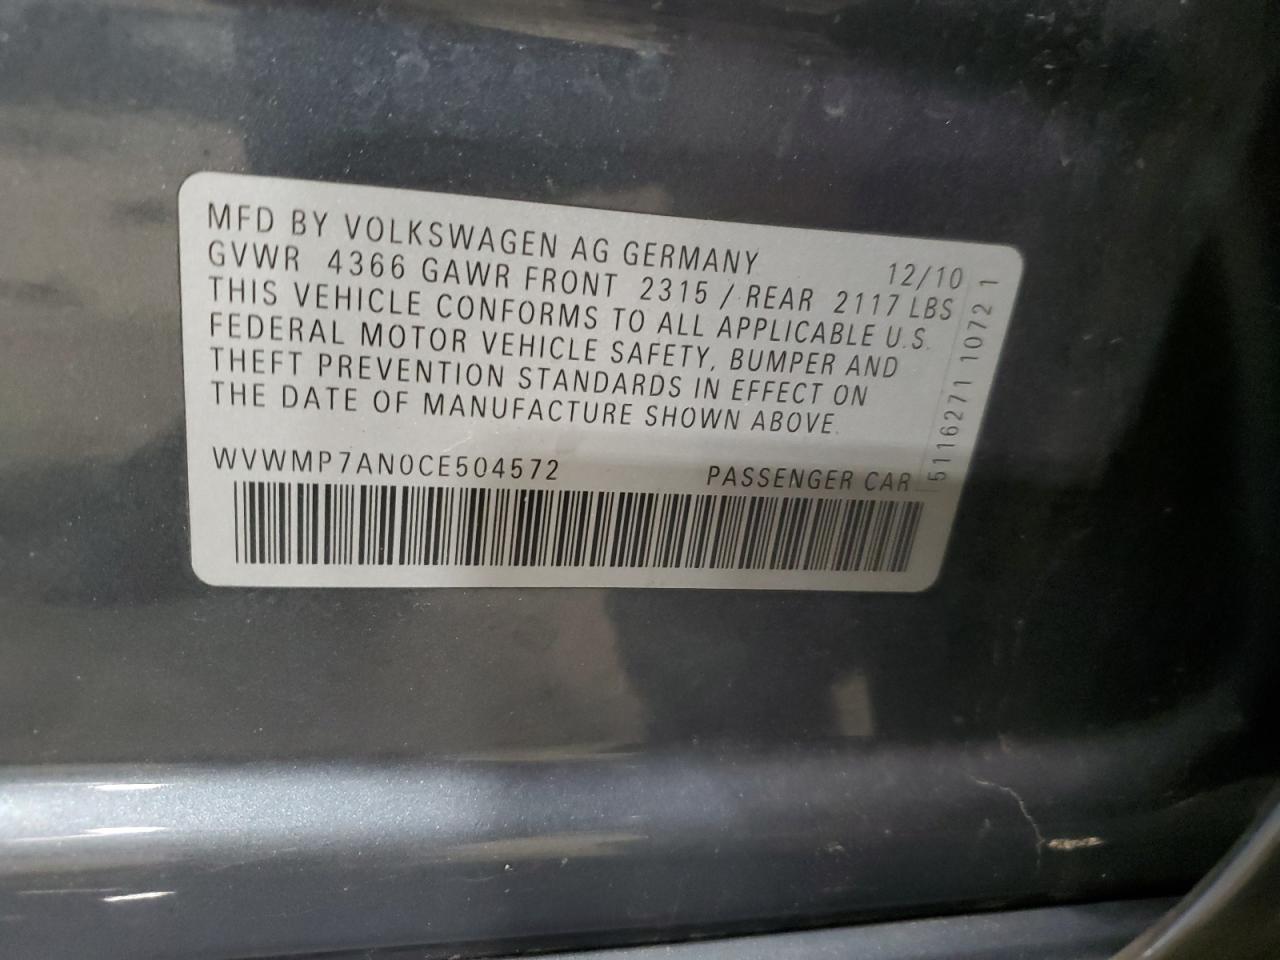 MFD BY VOLKSWAGEN AG GERMANY 12/10
GVWR 4366 GAWR FRONT 2315 / REAR 2117 LBS
THIS VEHICLE CONFORMS TO ALL APPLICABLE U.S.
FEDERAL MOTOR VEHICLE SAFETY, BUMPER AND
THEFT PREVENTION STANDARDS IN EFFECT ON
THE DATE OF MANUFACTURE SHOWN ABOVE.
WVWMP7AN0CE504572 PASSENGER CAR
5116271 10721